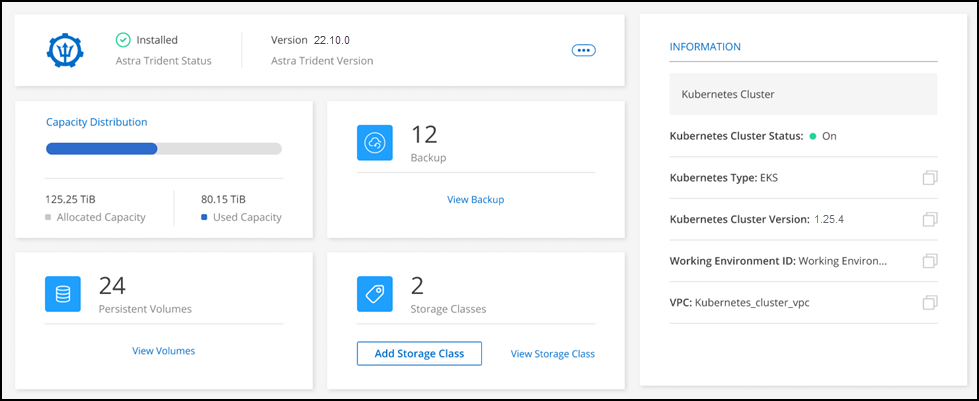 Installed
Astra Trident Status
Version 22.10.0
Astra Trident Version
Capacity Distribution
125.25 TiB
Allocated Capacity
80.15 TiB
Used Capacity
12
Backup
View Backup
24
Persistent Volumes
View Volumes
2
Storage Classes
Add Storage Class
View Storage Class
INFORMATION
Kubernetes Cluster
Kubernetes Cluster Status: On
Kubernetes Type: EKS
Kubernetes Cluster Version: 1.25.4
Working Environment ID: Working Environ...
VPC: Kubernetes_cluster_vpc